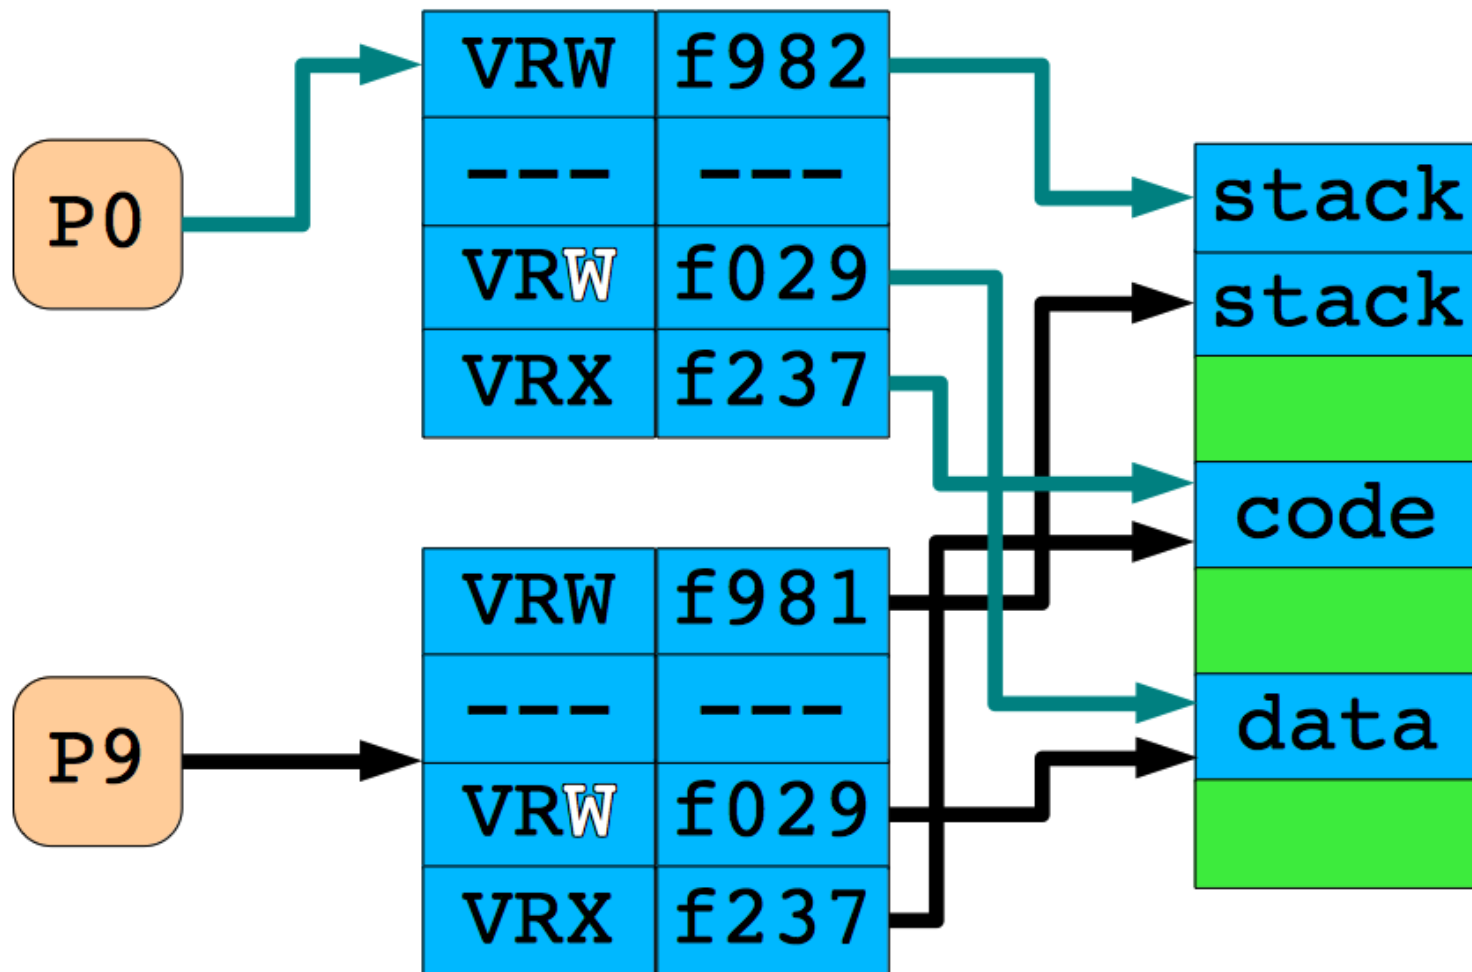 P0
VRW f982
--- ---
VRW f029
VRX f237
P9
VRW f981
--- ---
VRW f029
VRX f237
stack
stack
code
data